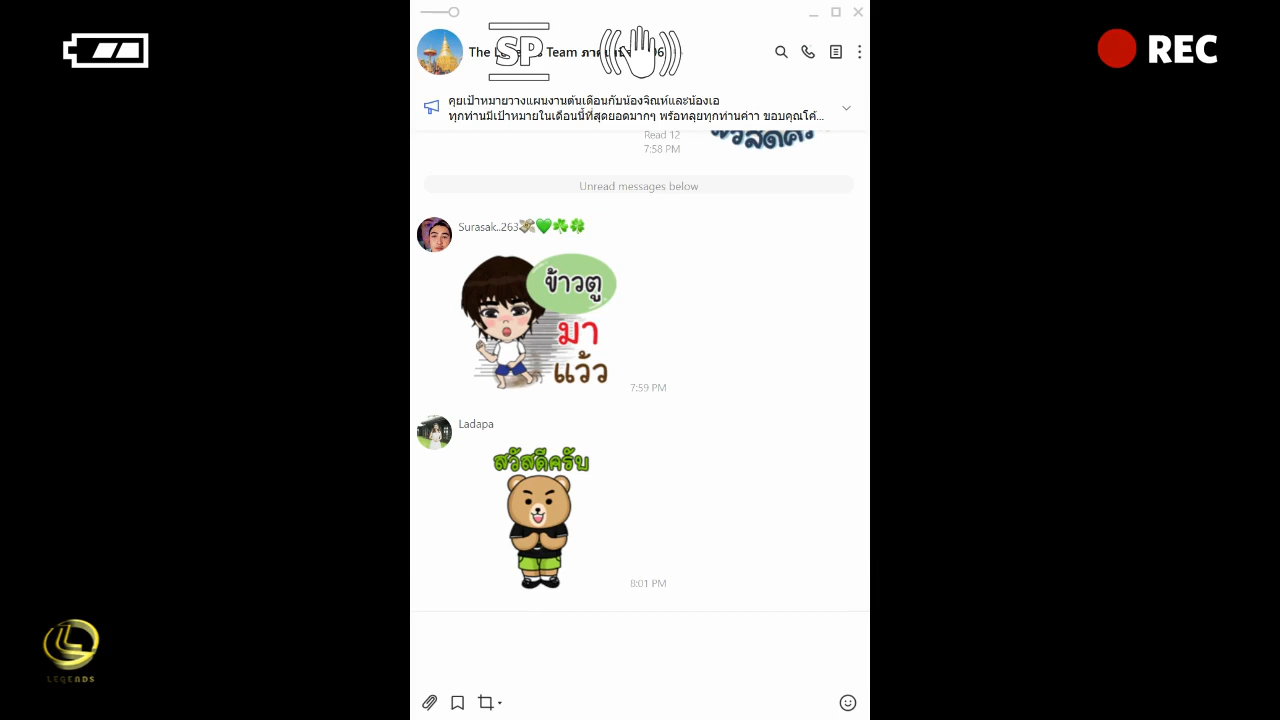 REC
SP
The Team
คุยเป้าหมายวางแผนงานต้นเดือนกับน้องจิณห์และน้องเอ
ทุกท่านมีเป้าหมายในเดือนนี้ที่สุดยอดมากๆ พร้อทลุยทุกท่านค่าา ขอบคุณโค้...
Read 12
7:58 PM
Unread messages below
Surasak..263💸💚☘️🍀
ข้าวตู
มา
แว้ว
7:59 PM
Ladapa
สวัสดีครับ
8:01 PM
LEGENDS